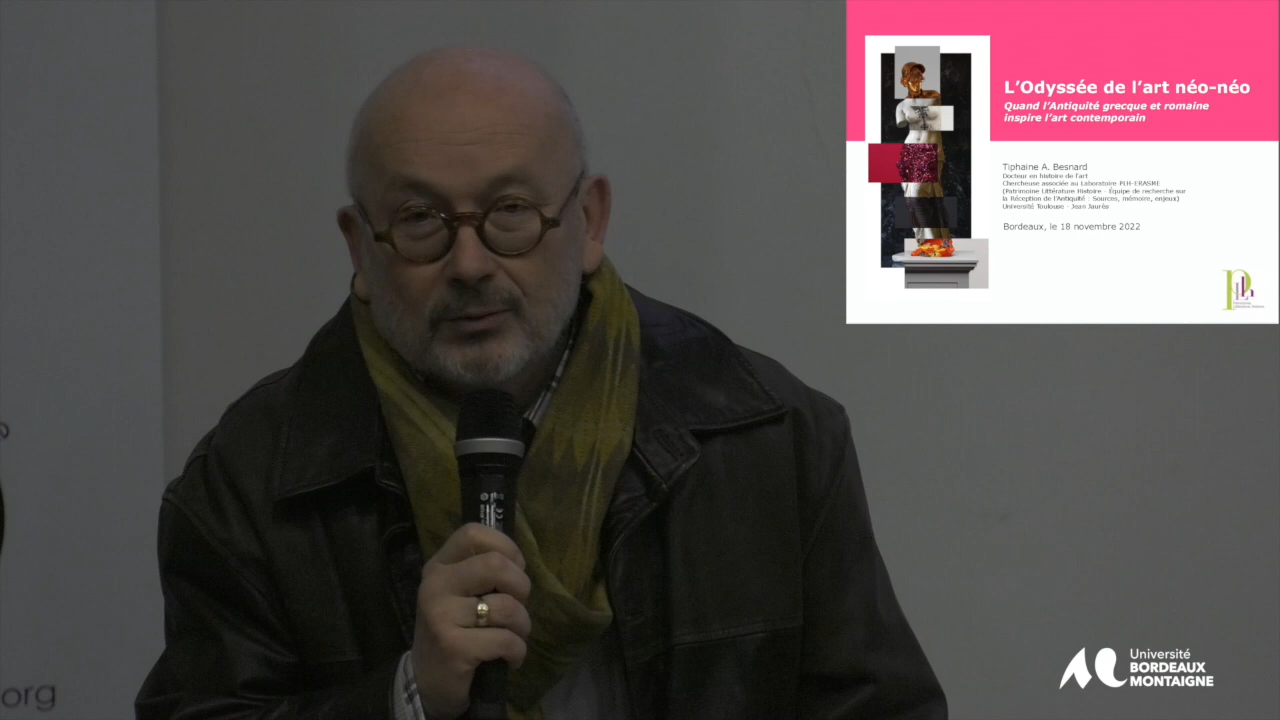 L'Odyssée de l'art néo-néo
Quand l'Antiquité grecque et romaine
inspire l'art contemporain
Tiphaine A. Besnard
Docteur en histoire de l'art
Chercheuse associée au Laboratoire PLH-ERASME
(Patrimoine Littérature Histoire - Équipe de recherche sur
la Réception de l'Antiquité : Sources, mémoire, enjeux)
Université Toulouse - Jean Jaurès
Bordeaux, le 18 novembre 2022
PLh
org
Université
BORDEAUX
MONTAIGNE